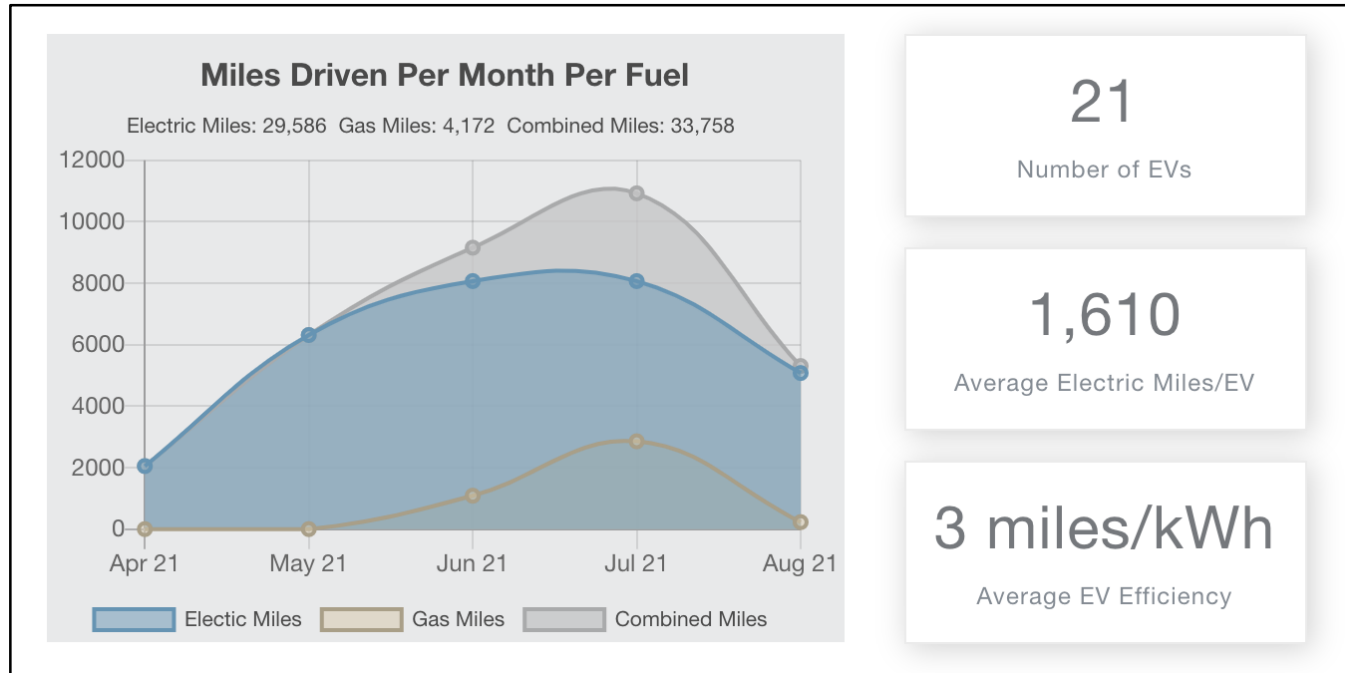 Miles Driven Per Month Per Fuel
Electric Miles: 29,586 Gas Miles: 4,172 Combined Miles: 33,758
12000
10000
8000
6000
4000
2000
0
Apr 21 May 21 Jun 21 Jul 21 Aug 21
Electic Miles Gas Miles Combined Miles
21
Number of EVs
1,610
Average Electric Miles/EV
3 miles/kWh
Average EV Efficiency